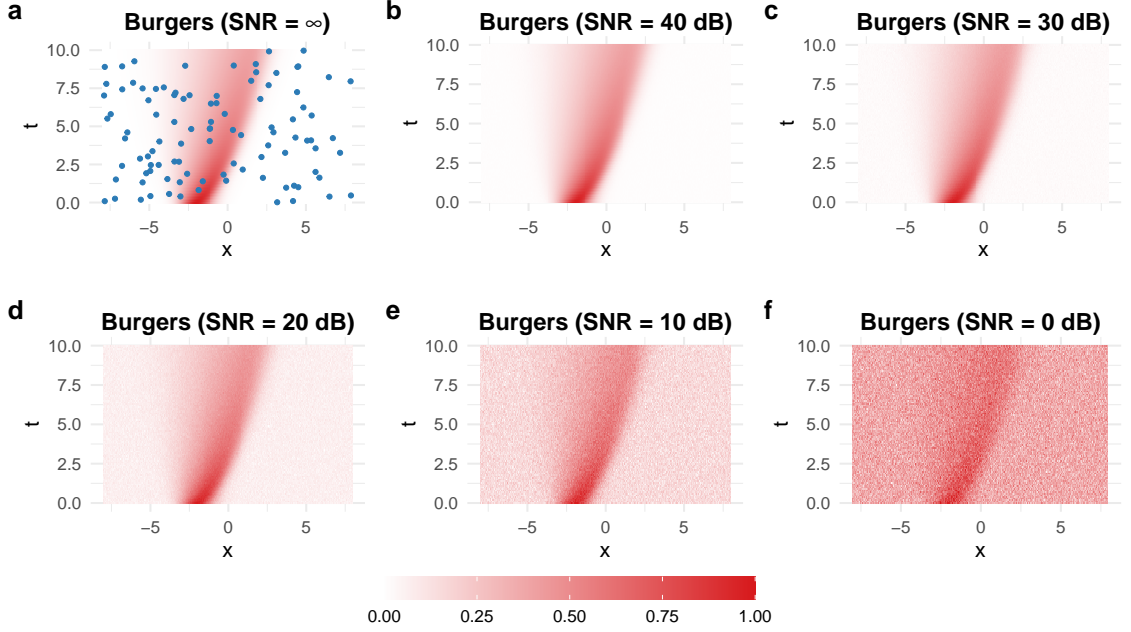 a
Burgers (SNR = ∞)
10.0
7.5
5.0
2.5
0.0
t
−5 0 5
x
b
Burgers (SNR = 40 dB)
10.0
7.5
5.0
2.5
0.0
t
−5 0 5
x
c
Burgers (SNR = 30 dB)
10.0
7.5
5.0
2.5
0.0
t
−5 0 5
x
d
Burgers (SNR = 20 dB)
10.0
7.5
5.0
2.5
0.0
t
−5 0 5
x
e
Burgers (SNR = 10 dB)
10.0
7.5
5.0
2.5
0.0
t
−5 0 5
x
f
Burgers (SNR = 0 dB)
10.0
7.5
5.0
2.5
0.0
t
−5 0 5
x
0.00 0.25 0.50 0.75 1.00